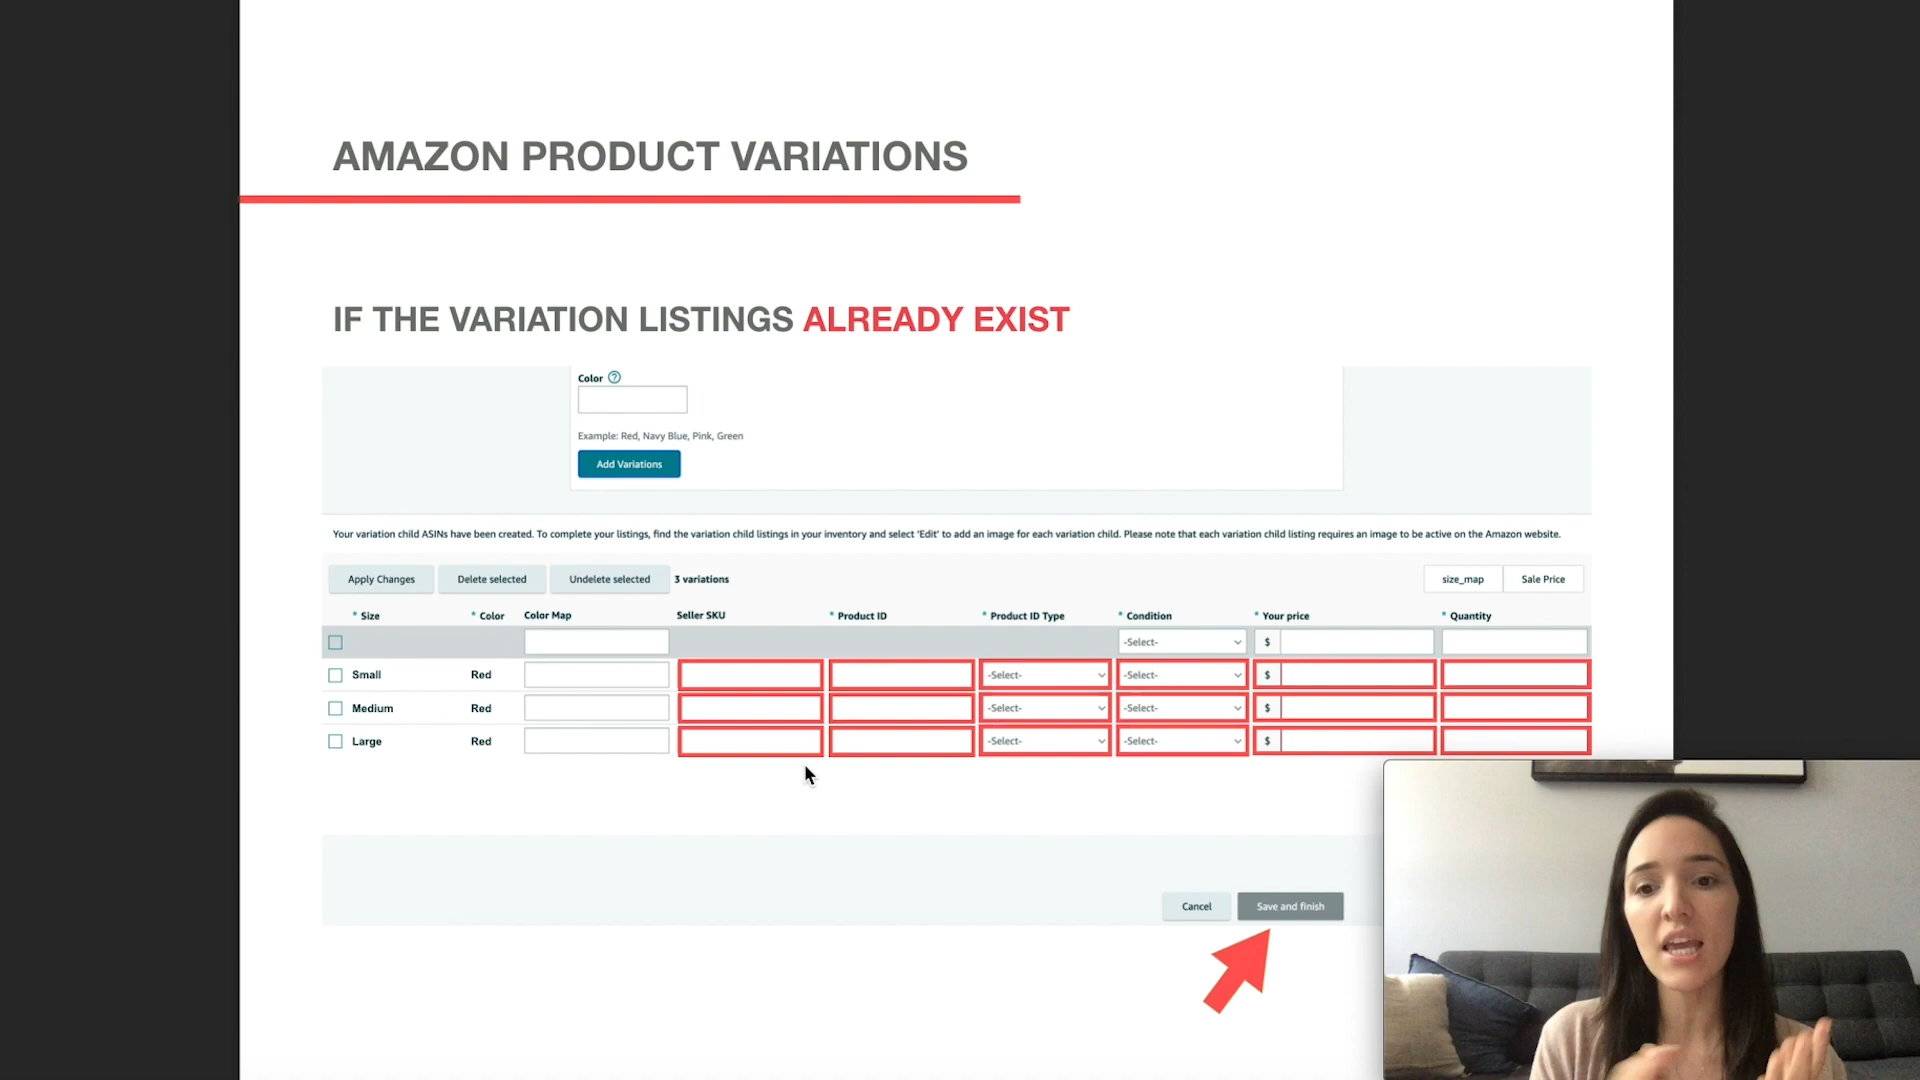 AMAZON PRODUCT VARIATIONS
IF THE VARIATION LISTINGS ALREADY EXIST
Color ?
Example: Red, Navy Blue, Pink, Green
Add Variations
Your variation child ASINs have been created. To complete your listings, find the variation child listings in your inventory and select 'Edit' to add an image for each variation child. Please note that each variation child listing requires an image to be active on the Amazon website.
Apply Changes Delete selected Undelete selected 3 variations size_map Sale Price
* Size * Color Color Map Seller SKU * Product ID * Product ID Type * Condition * Your price * Quantity
-Select- $
Small Red -Select- -Select- $
Medium Red -Select- -Select- $
Large Red -Select- -Select- $
Cancel Save and finish